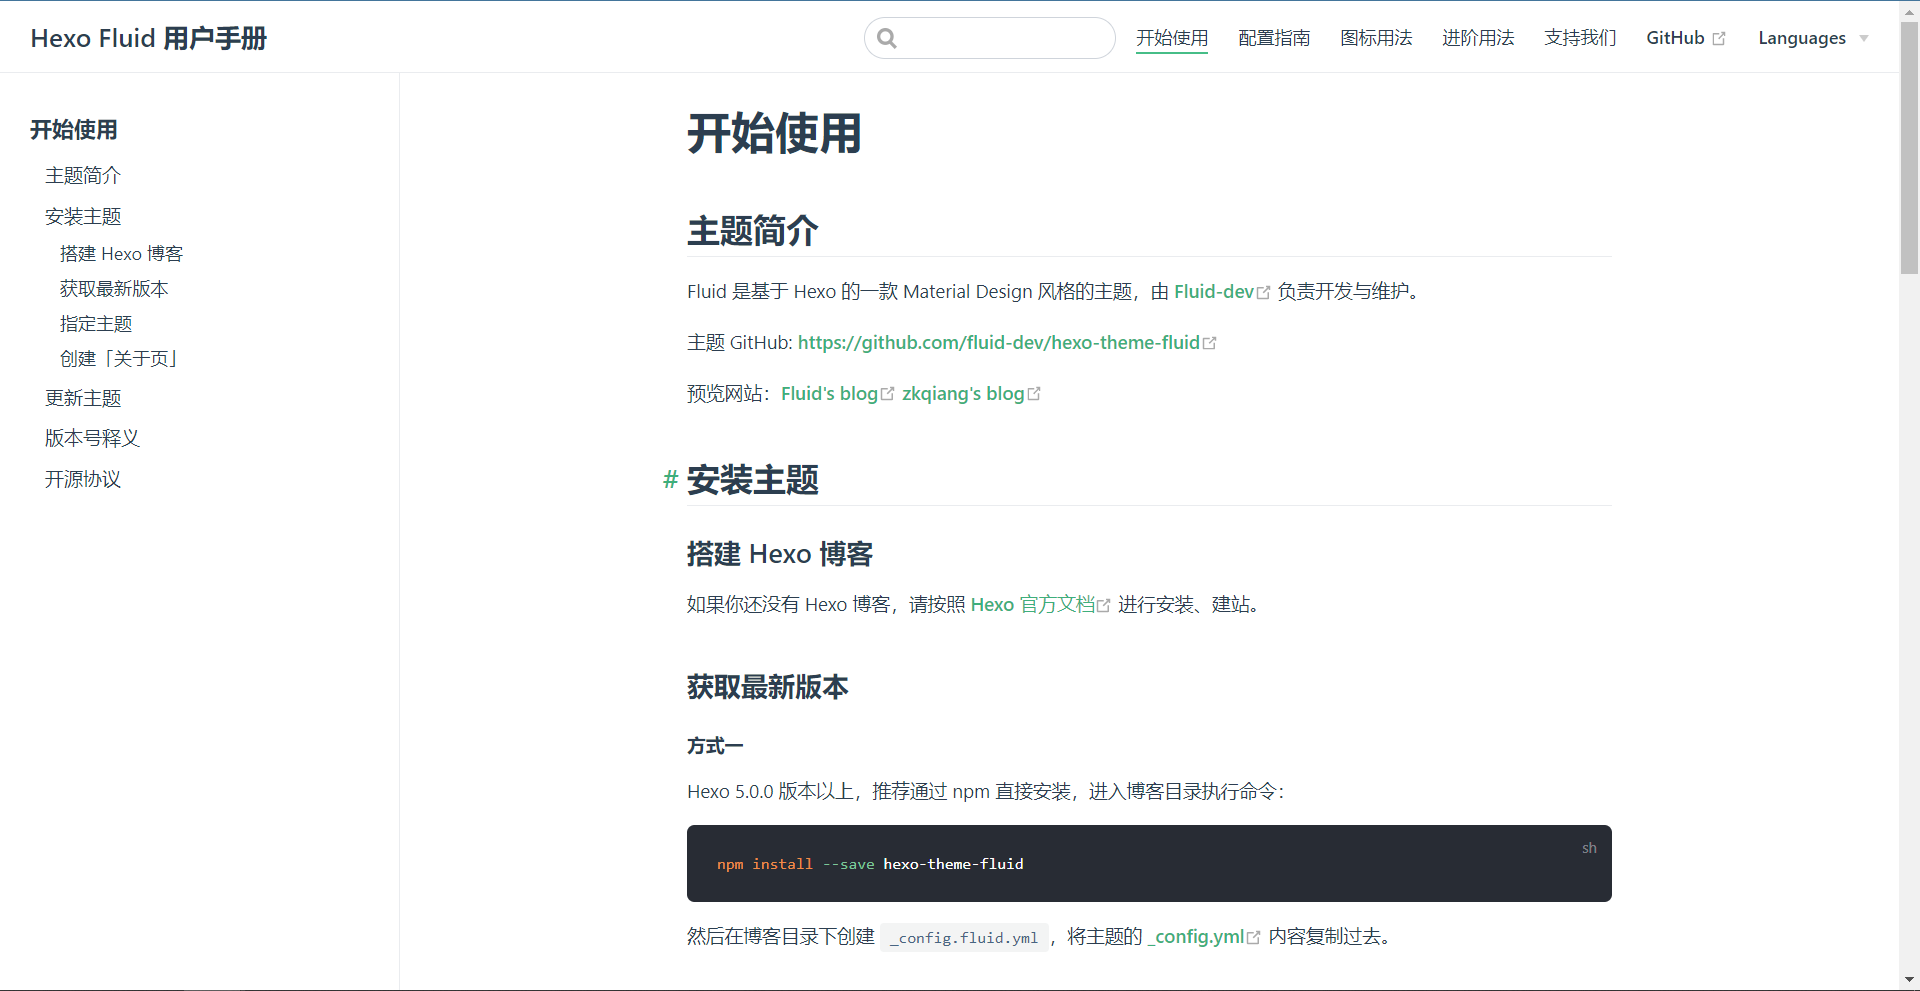 Hexo Fluid 用户手册
开始使用
配置指南
图标用法
进阶用法
支持我们
GitHub
Languages
开始使用
主题简介
安装主题
搭建 Hexo 博客
获取最新版本
指定主题
创建「关于页」
更新主题
版本号释义
开源协议
开始使用
主题简介
Fluid 是基于 Hexo 的一款 Material Design 风格的主题，由 Fluid-dev 负责开发与维护。
主题 GitHub: https://github.com/fluid-dev/hexo-theme-fluid
预览网站：Fluid's blog zkqiang's blog
# 安装主题
搭建 Hexo 博客
如果你还没有 Hexo 博客，请按照 Hexo 官方文档 进行安装、建站。
获取最新版本
方式一
Hexo 5.0.0 版本以上，推荐通过 npm 直接安装，进入博客目录执行命令：
sh
npm install --save hexo-theme-fluid
然后在博客目录下创建 _config.fluid.yml ，将主题的 _config.yml 内容复制过去。